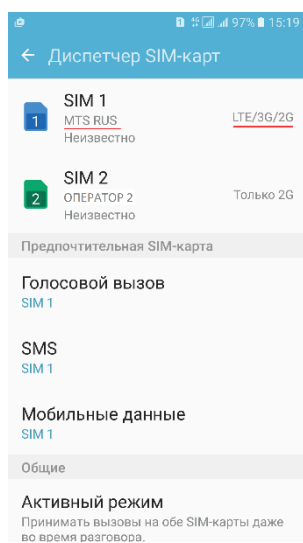 97% 15:19
Диспетчер SIM-карт
SIM 1
1 MTS RUS LTE/3G/2G
Неизвестно
SIM 2
2 ОПЕРАТОР 2 Только 2G
Неизвестно
Предпочтительная SIM-карта
Голосовой вызов
SIM 1
SMS
SIM 1
Мобильные данные
SIM 1
Общие
Активный режим
Принимать вызовы на обе SIM-карты даже
во время разговора.